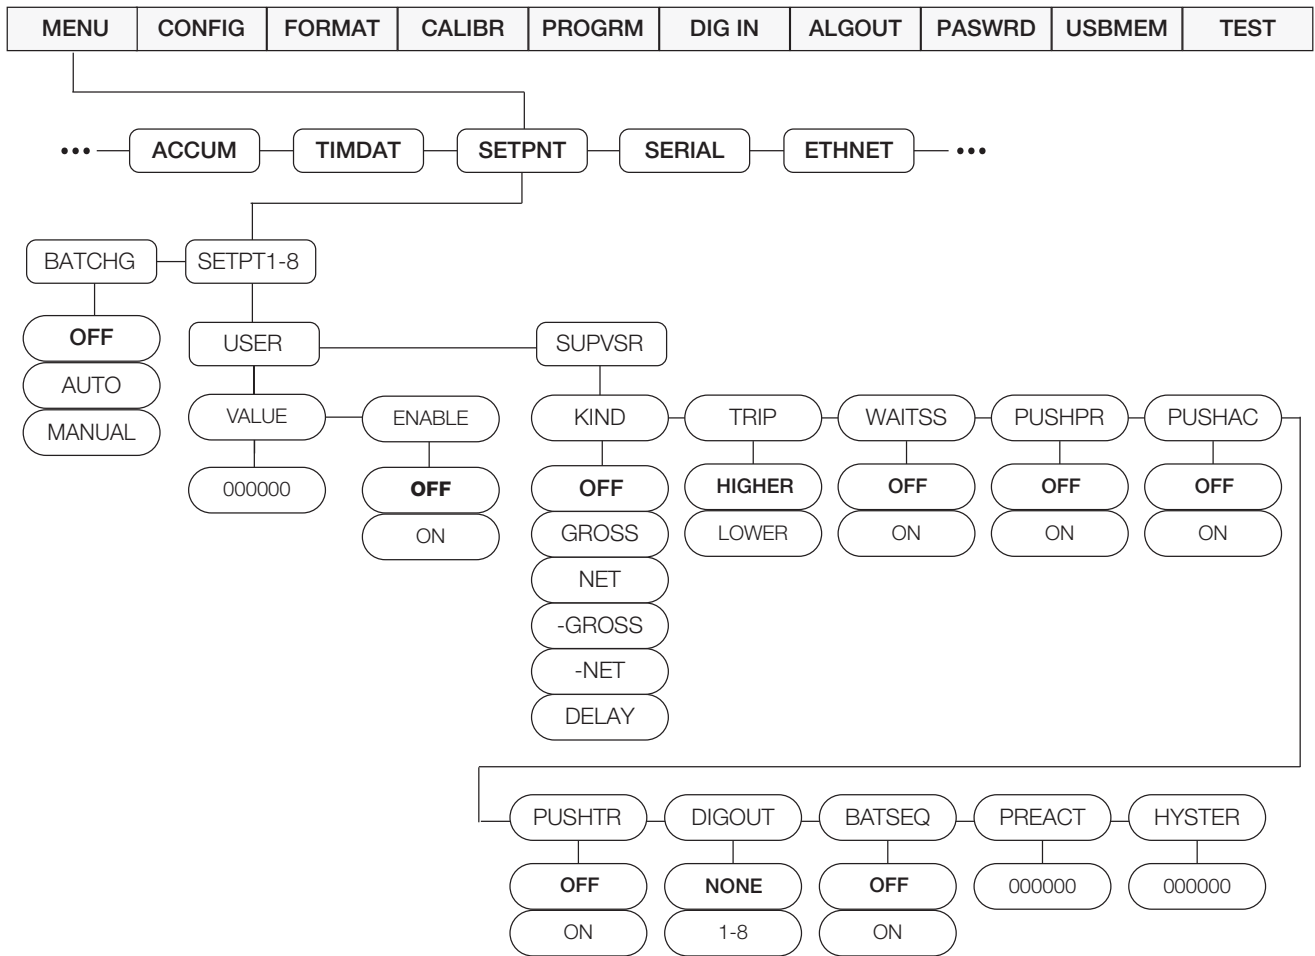 MENU CONFIG FORMAT CALIBR PROGRM DIG IN ALGOUT PASWRD USBMEM TEST
••• ACCUM TIMDAT SETPNT SERIAL ETHNET •••
BATCHG SETPT1-8
OFF USER SUPVSR
AUTO
MANUAL VALUE ENABLE KIND TRIP WAITSS PUSHPR PUSHAC
000000 OFF OFF HIGHER OFF OFF OFF
ON GROSS LOWER ON ON ON
NET
-GROSS
-NET
DELAY
PUSHTR DIGOUT BATSEQ PREACT HYSTER
OFF NONE OFF 000000 000000
ON 1-8 ON